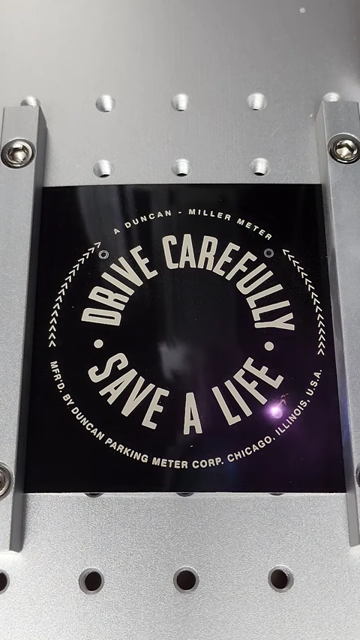 A DUNCAN - MILLER METER
DRIVE CAREFULLY
• SAVE A LIFE •
MFR'D. BY DUNCAN PARKING METER CORP. CHICAGO, ILLINOIS, U.S.A.